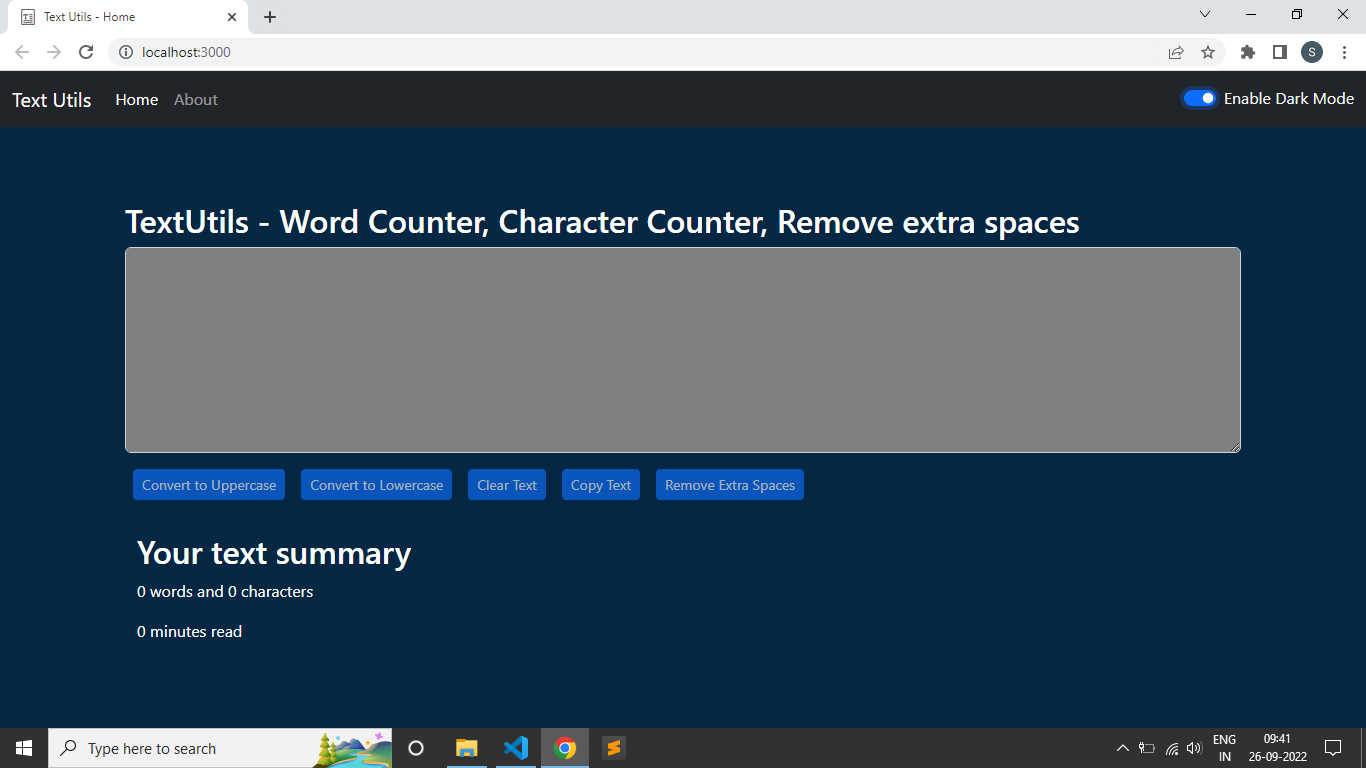 Text Utils - Home
localhost:3000
Text Utils Home About Enable Dark Mode
TextUtils - Word Counter, Character Counter, Remove extra spaces
Convert to Uppercase Convert to Lowercase Clear Text Copy Text Remove Extra Spaces
Your text summary
0 words and 0 characters
0 minutes read
Type here to search
ENG
IN
09:41
26-09-2022
S